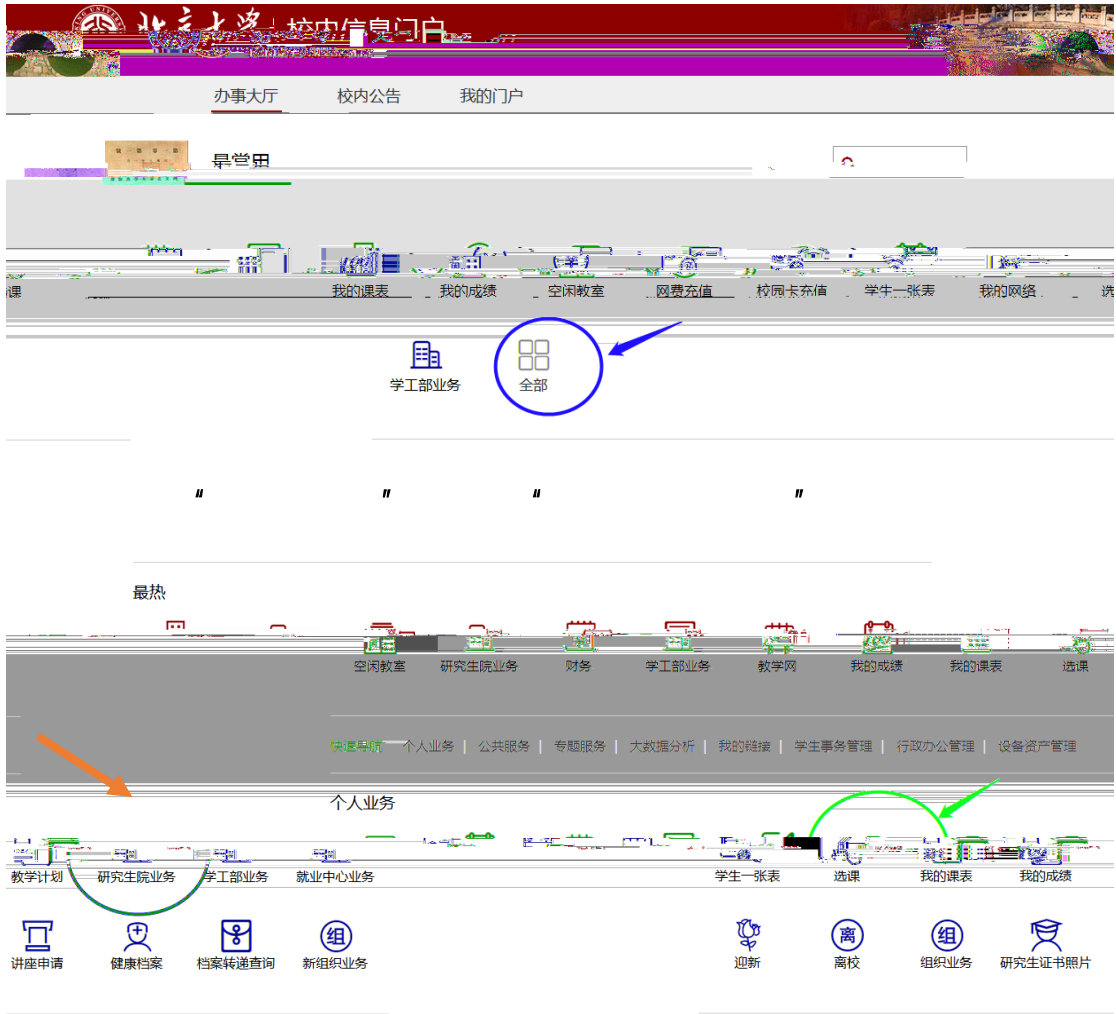 北京大学 校内信息门户
办事大厅 校内公告 我的门户
最常用
课 我的课表 我的成绩 空闲教室 网费充值 校园卡充值 学生一张表 我的网络 选
学工部业务 全部
“ ” “ ”
最热
空闲教室 研究生院业务 财务 学工部业务 教学网 我的成绩 我的课表 选课
快速导航 个人业务 | 公共服务 | 专题服务 | 大数据分析 | 我的链接 | 学生事务管理 | 行政办公管理 | 设备资产管理
个人业务
教学计划 研究生院业务 学工部业务 就业中心业务 学生一张表 选课 我的课表 我的成绩
组 离 组
讲座申请 健康档案 档案转递查询 新组织业务 迎新 离校 组织业务 研究生证书照片